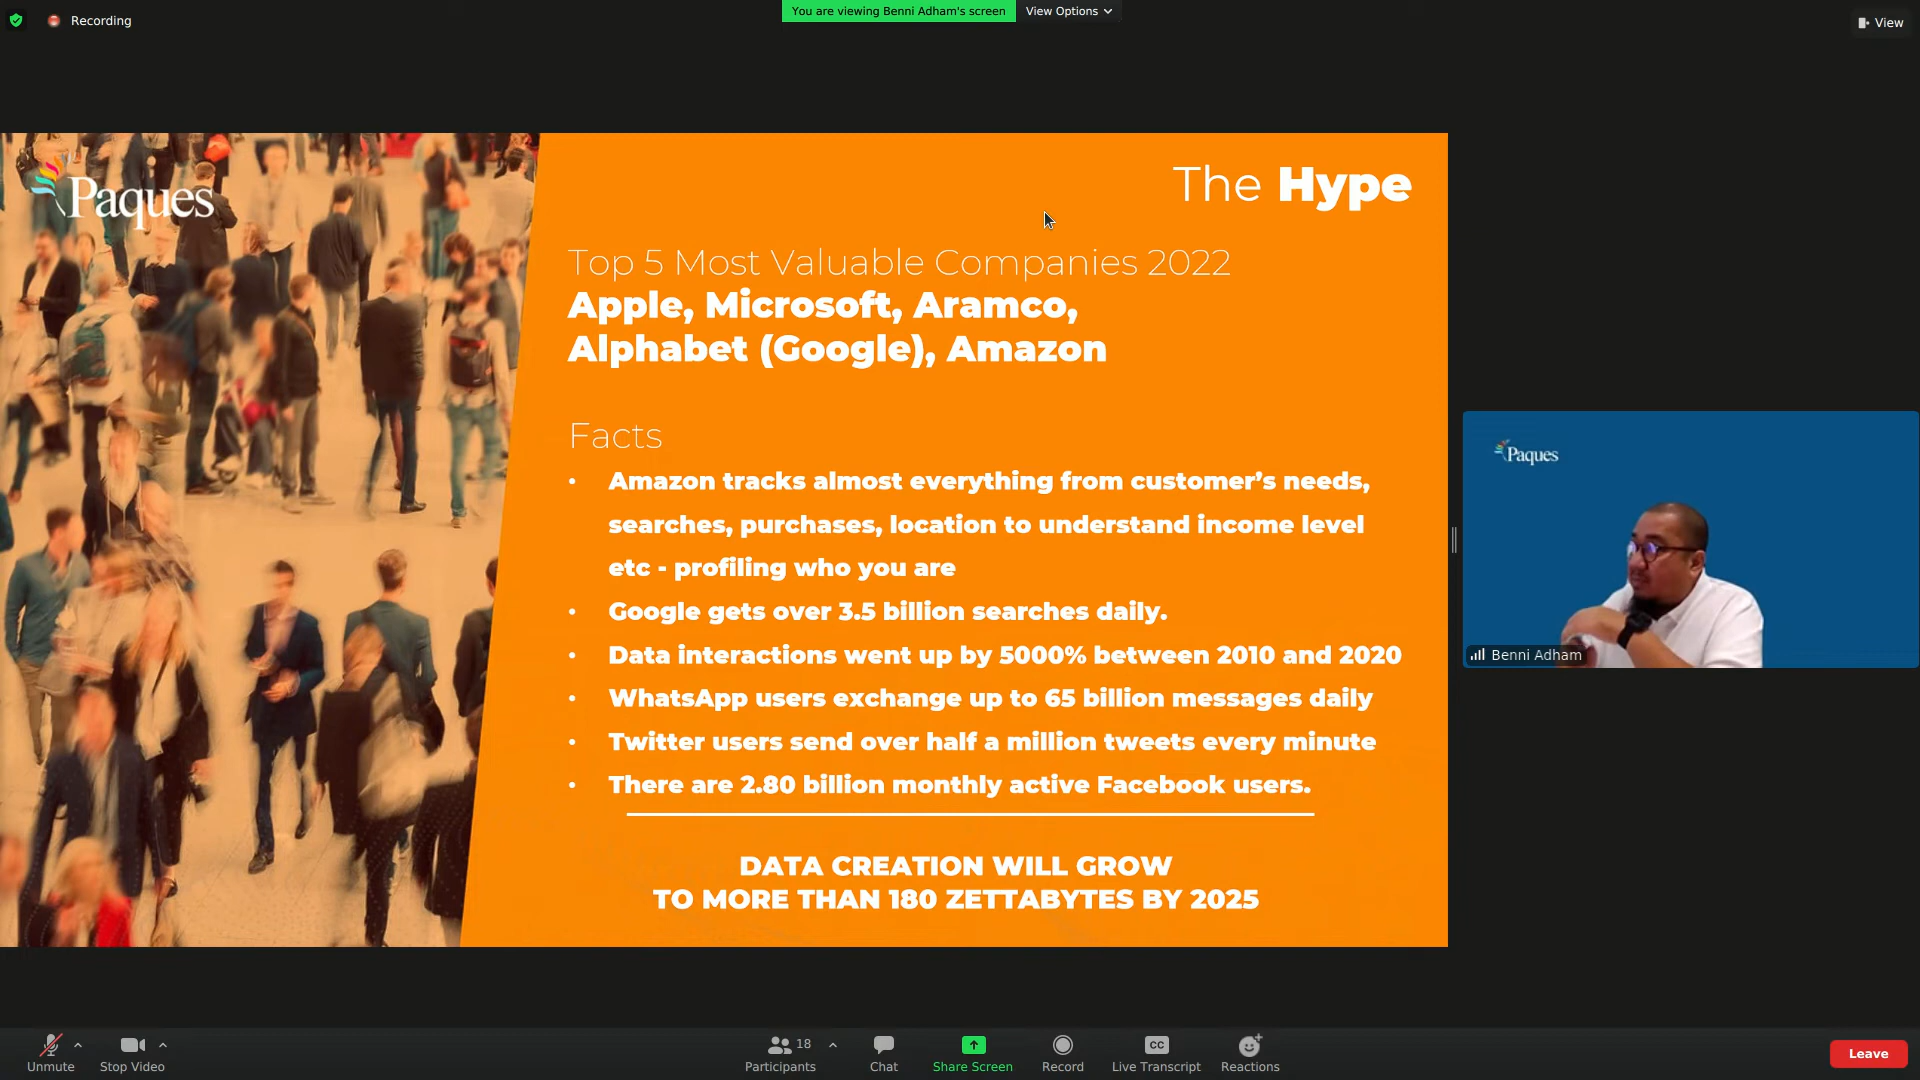 Recording
You are viewing Benni Adham's screen
View Options
View
Paques
The Hype
Top 5 Most Valuable Companies 2022
Apple, Microsoft, Aramco,
Alphabet (Google), Amazon
Facts
• Amazon tracks almost everything from customer’s needs,
searches, purchases, location to understand income level
etc - profiling who you are
• Google gets over 3.5 billion searches daily.
• Data interactions went up by 5000% between 2010 and 2020
• WhatsApp users exchange up to 65 billion messages daily
• Twitter users send over half a million tweets every minute
• There are 2.80 billion monthly active Facebook users.
DATA CREATION WILL GROW
TO MORE THAN 180 ZETTABYTES BY 2025
Paques
Benni Adham
Unmute
Stop Video
18
Participants
Chat
Share Screen
Record
CC
Live Transcript
Reactions
Leave